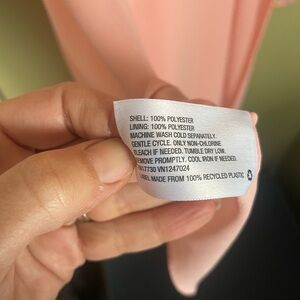 SHELL: 100% POLYESTER
LINING: 100% POLYESTER
MACHINE WASH COLD SEPARATELY.
GENTLE CYCLE. ONLY NON-CHLORINE
BLEACH IF NEEDED. TUMBLE DRY LOW.
REMOVE PROMPTLY. COOL IRON IF NEEDED.
VN1247024
LABEL MADE FROM 100% RECYCLED PLASTIC